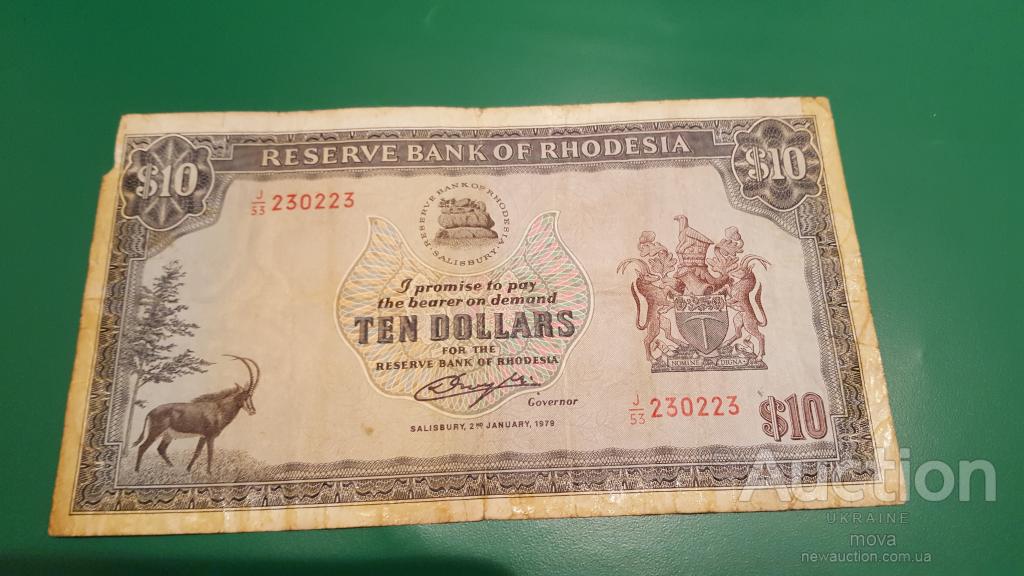 RESERVE BANK OF RHODESIA
$10
$10
J/53 230223
RESERVE BANK OF RHODESIA
SALISBURY
I promise to pay
the bearer on demand
TEN DOLLARS
FOR THE
RESERVE BANK OF RHODESIA
Governor
SALISBURY, 2ND JANUARY, 1979
NOMINE DIGNA
J/53 230223
$10
Auction
UKRAINE
mova
newauction.com.ua